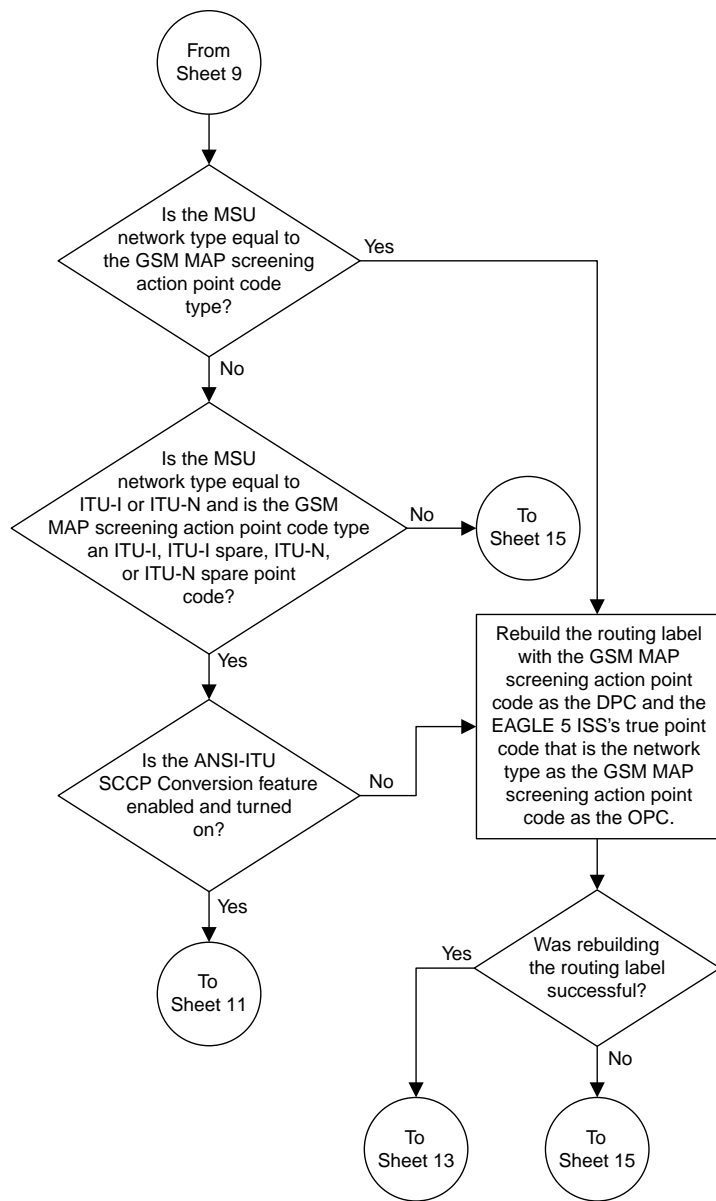 From
Sheet 9
Is the MSU
network type equal to
the GSM MAP screening
action point code
type?
Yes
No
Is the MSU
network type equal to
ITU-I or ITU-N and is the GSM
MAP screening action point code type
an ITU-I, ITU-I spare, ITU-N,
or ITU-N spare point
code?
No
To
Sheet 15
Yes
Rebuild the routing label
with the GSM MAP
screening action point
code as the DPC and the
EAGLE 5 ISS’s true point
code that is the network
type as the GSM MAP
screening action point
code as the OPC.
Is the ANSI-ITU
SCCP Conversion feature
enabled and turned
on?
No
Yes
To
Sheet 11
Was rebuilding
the routing label
successful?
Yes
No
To
Sheet 13
To
Sheet 15